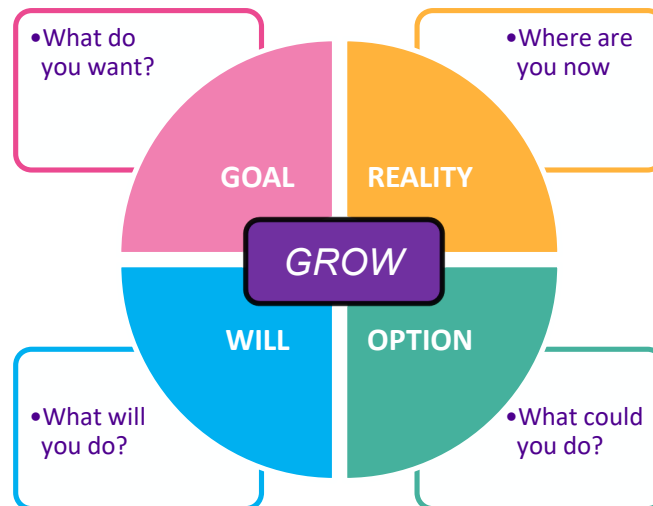 •What do
you want?
•Where are
you now
GOAL
REALITY
GROW
WILL
OPTION
•What will
you do?
•What could
you do?